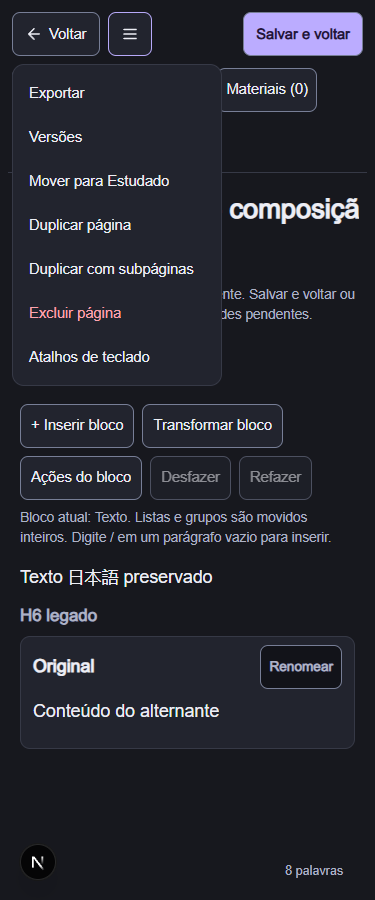 Voltar
Salvar e voltar
Exportar
Materiais (0)
Versões
Mover para Estudado
composiçã
Duplicar página
Duplicar com subpáginas
nte. Salvar e voltar ou
Excluir página
des pendentes.
Atalhos de teclado
+ Inserir bloco
Transformar bloco
Ações do bloco
Desfazer
Refazer
Bloco atual: Texto. Listas e grupos são movidos
inteiros. Digite / em um parágrafo vazio para inserir.
Texto 日本語 preservado
H6 legado
Original
Renomear
Conteúdo do alternante
N
8 palavras